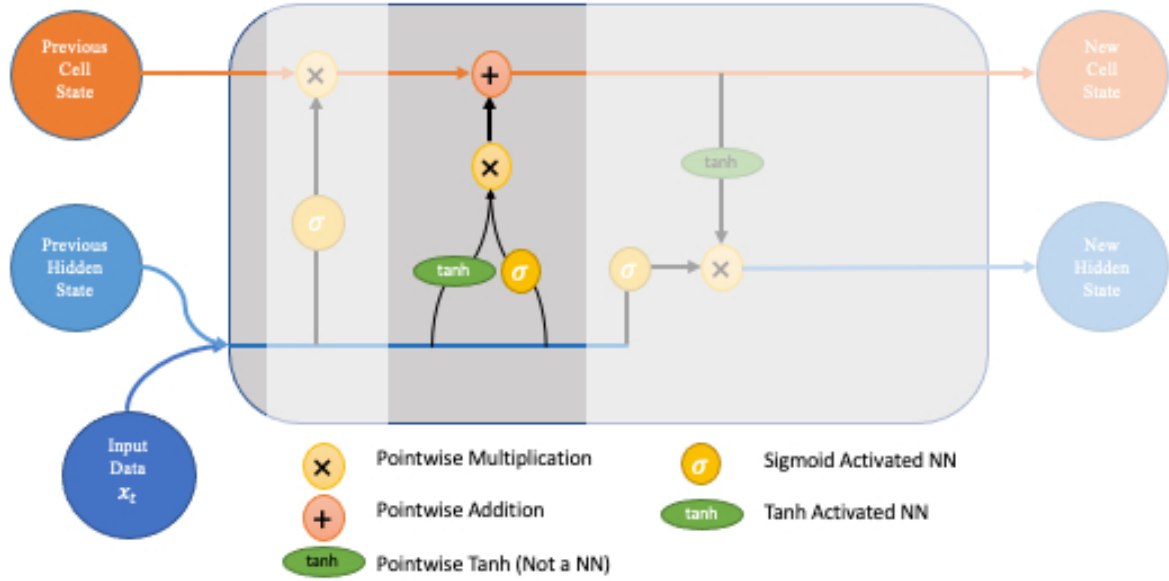 Previous
Cell
State
New
Cell
State
×
+
×
tanh
σ
Previous
Hidden
State
New
Hidden
State
tanh
σ
σ
×
Input
Data
xₜ
× Pointwise Multiplication
σ Sigmoid Activated NN
+ Pointwise Addition
tanh Tanh Activated NN
tanh Pointwise Tanh (Not a NN)